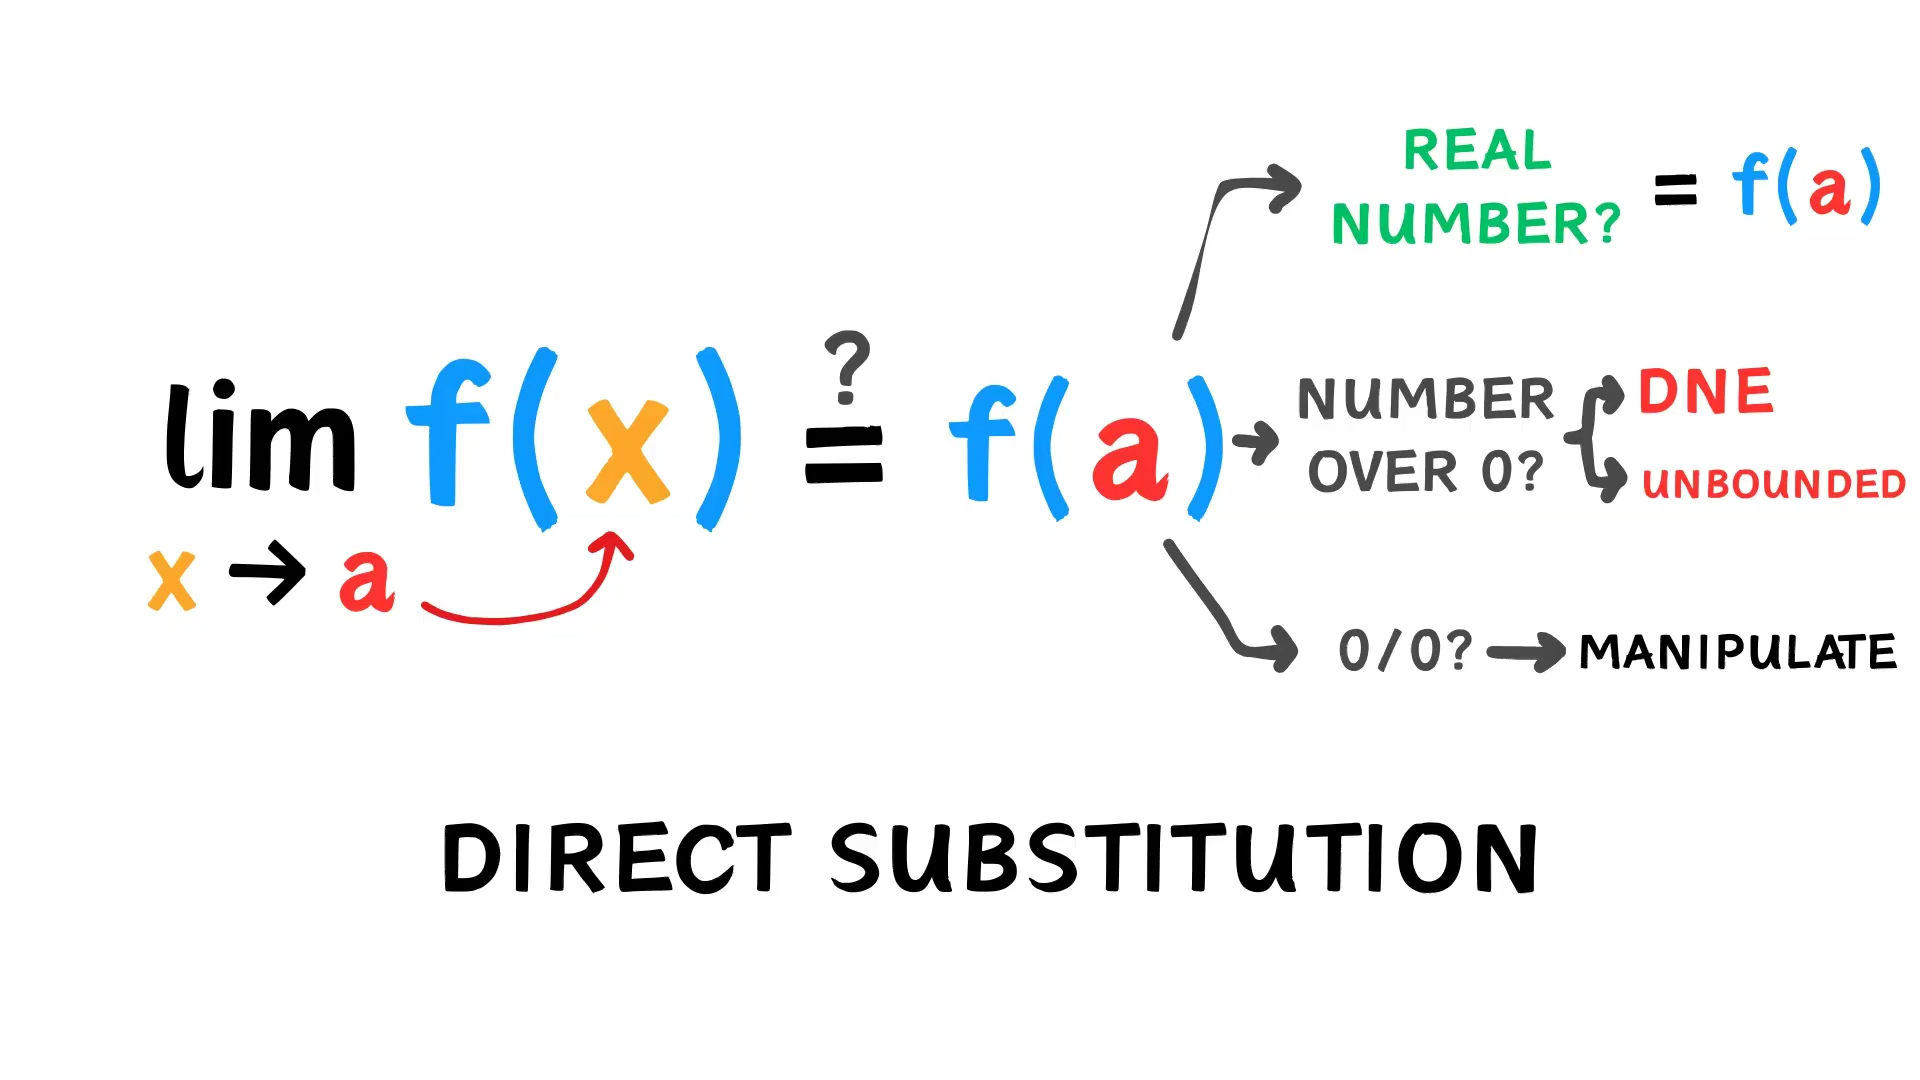 REAL
NUMBER? = f(a)
?
lim f(x) = f(a)
x → a
NUMBER
OVER 0?
DNE
UNBOUNDED
0/0? → MANIPULATE
DIRECT SUBSTITUTION